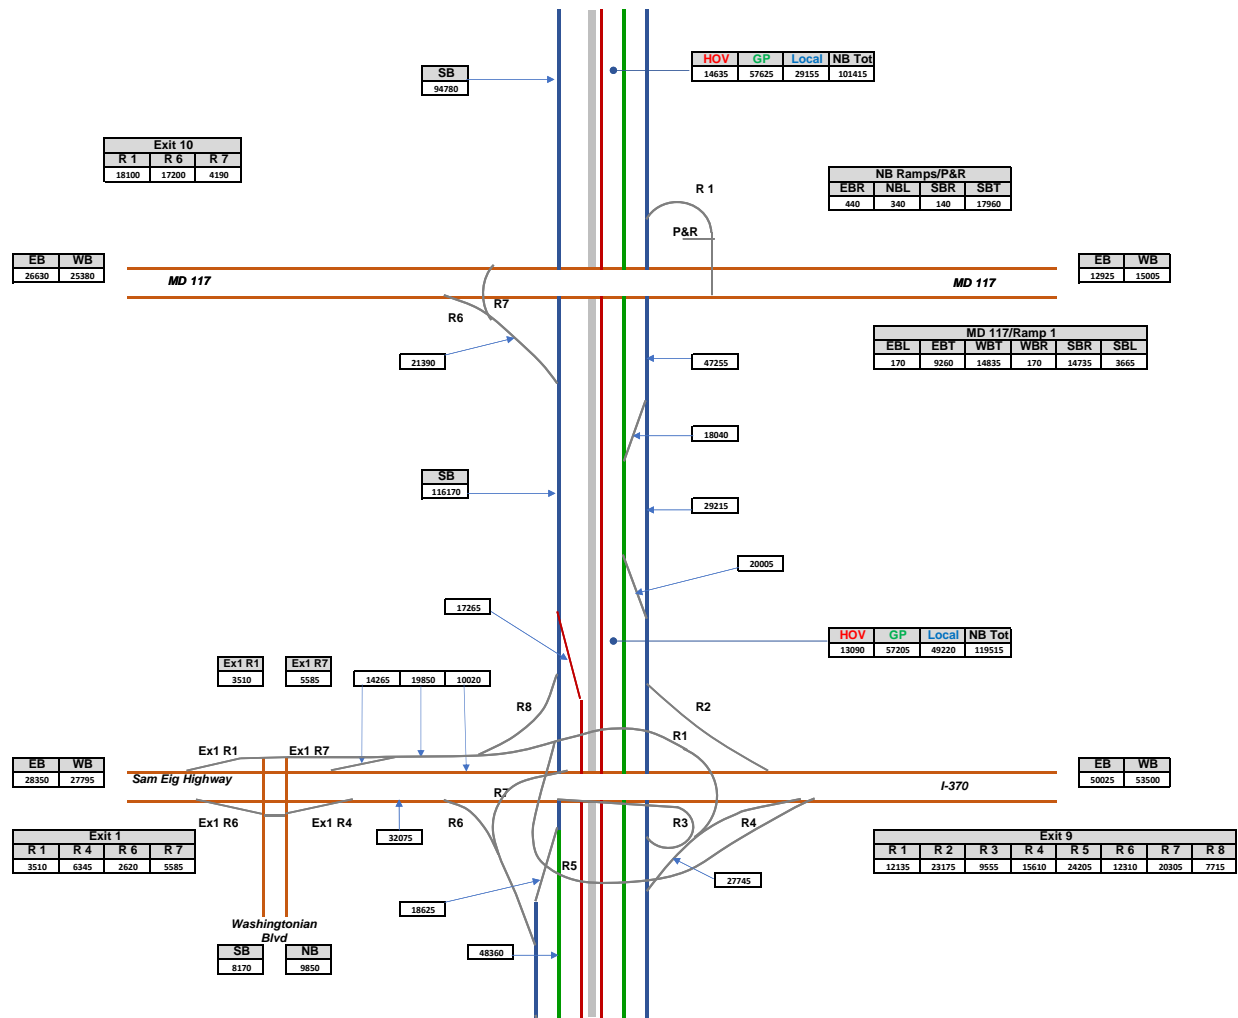 HOV GP Local NB Tot
14635 57625 29155 101415
SB
94780
Exit 10
R 1 R 6 R 7
18100 17200 4190
NB Ramps/P&R
EBR NBL SBR SBT
440 340 140 17960
R 1
P&R
EB WB
26630 25380
MD 117
MD 117
EB WB
12925 15005
R7
R6
21390
47255
MD 117/Ramp 1
EBL EBT WBT WBR SBR SBL
170 9260 14835 170 14735 3665
18040
SB
116170
29215
20005
17265
HOV GP Local NB Tot
13090 57205 49220 119515
Ex1 R1
3510
Ex1 R7
5585
14265 19850 10020
R8
R2
R1
Ex1 R1
Ex1 R7
EB WB
28350 27795
Sam Eig Highway
I-370
EB WB
50025 53500
R7
Ex1 R6
Ex1 R4
R6
R3
R4
32075
Exit 1
R 1 R 4 R 6 R 7
3510 6345 2620 5585
Exit 9
R 1 R 2 R 3 R 4 R 5 R 6 R 7 R 8
12135 23175 9555 15610 24205 12310 20305 7715
R5
27745
18625
Washingtonian
Blvd
SB
8170
NB
9850
48360